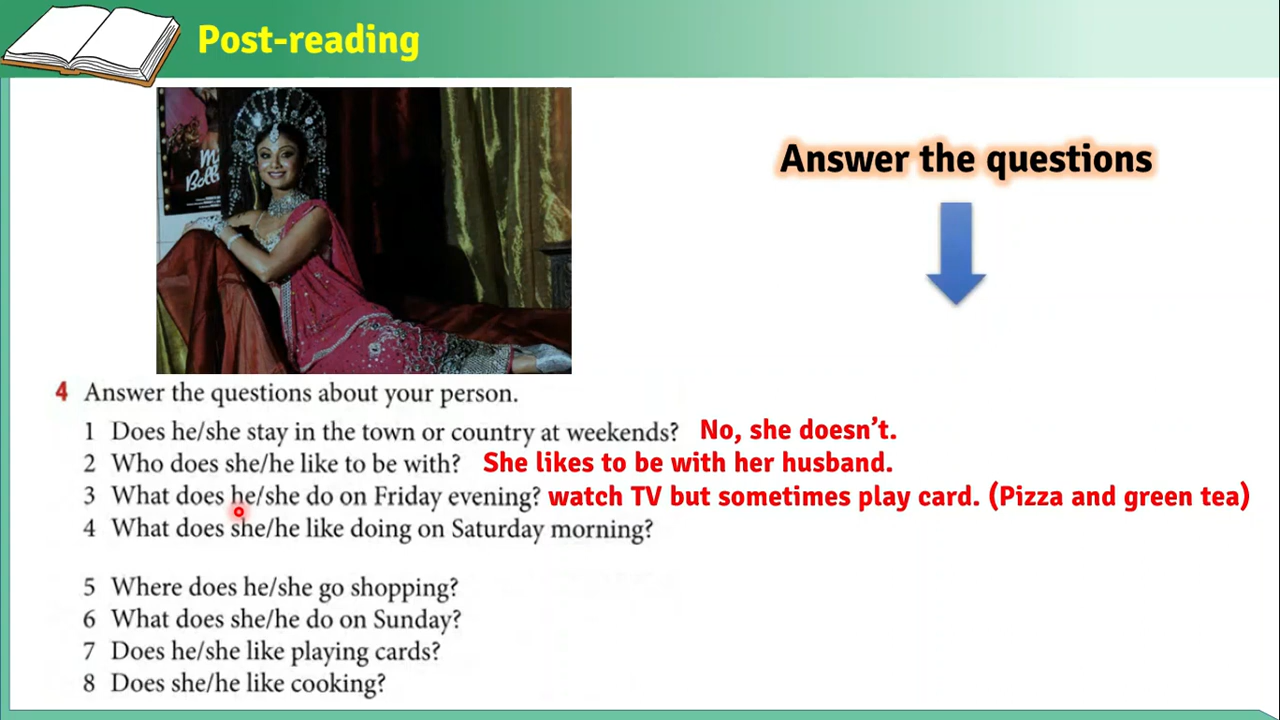 Post-reading
Answer the questions
4 Answer the questions about your person.
1 Does he/she stay in the town or country at weekends? No, she doesn't.
2 Who does she/he like to be with? She likes to be with her husband.
3 What does he/she do on Friday evening? watch TV but sometimes play card. (Pizza and green tea)
4 What does she/he like doing on Saturday morning?
5 Where does he/she go shopping?
6 What does she/he do on Sunday?
7 Does he/she like playing cards?
8 Does she/he like cooking?